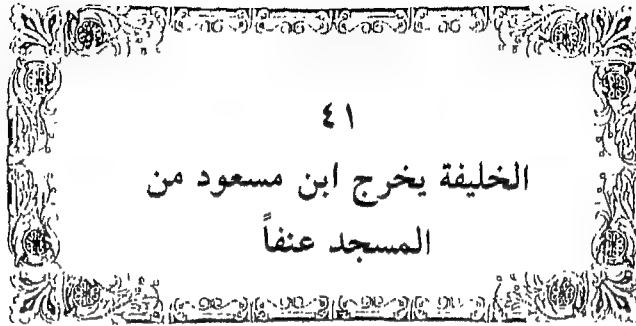 ٤١
الخليفة يخرج ابن مسعود من
المسجد عنفاً